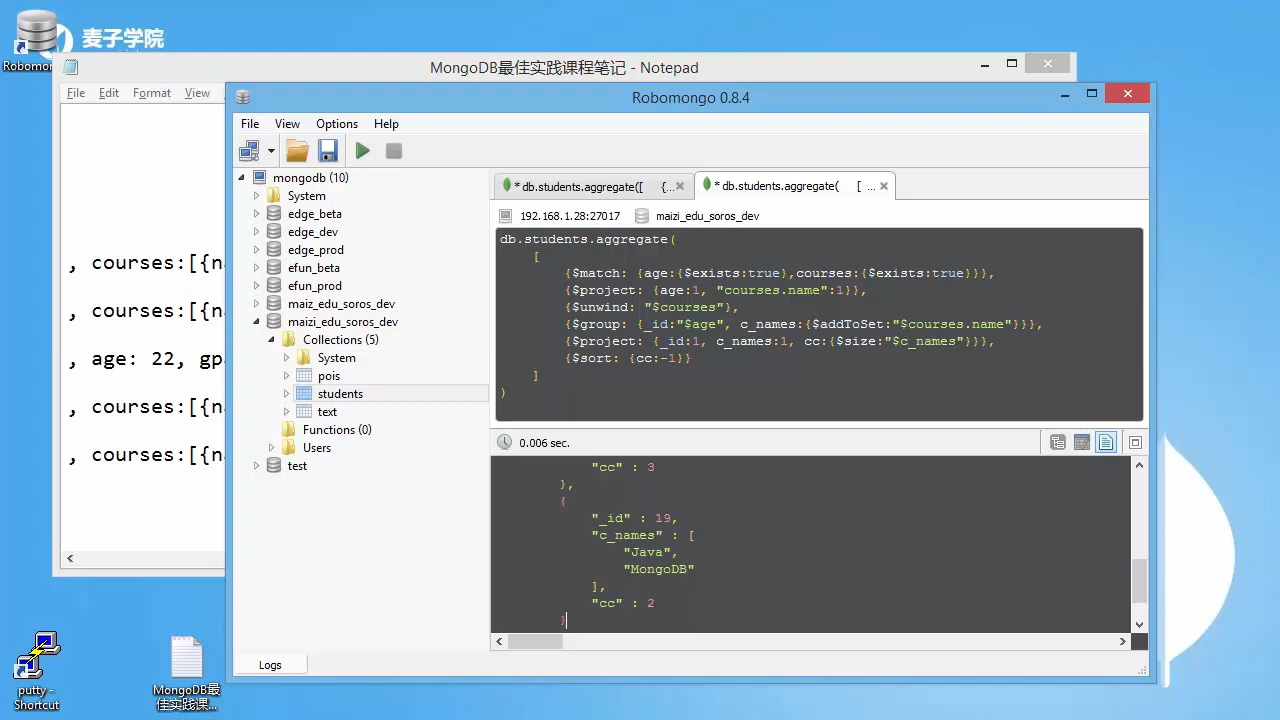 麦子学院
Robomon
MongoDB最佳实践课程笔记 - Notepad
File Edit Format View
, courses:[{na
, courses:[{na
, age: 22, gp
, courses:[{na
, courses:[{na
Robomongo 0.8.4
File View Options Help
mongodb (10)
System
edge_beta
edge_dev
edge_prod
efun_beta
efun_prod
maiz_edu_soros_dev
maizi_edu_soros_dev
Collections (5)
System
pois
students
text
Functions (0)
Users
test
Logs
* db.students.aggregate([ {...
* db.students.aggregate( [ ...
192.168.1.28:27017 maizi_edu_soros_dev
db.students.aggregate(
[
{$match: {age:{$exists:true},courses:{$exists:true}}},
{$project: {age:1, "courses.name":1}},
{$unwind: "$courses"},
{$group: {_id:"$age", c_names:{$addToSet:"$courses.name"}}},
{$project: {_id:1, c_names:1, cc:{$size:"$c_names"}}},
{$sort: {cc:-1}}
]
)
0.006 sec.
"cc" : 3
},
{
"_id" : 19,
"c_names" : [
"Java",
"MongoDB"
],
"cc" : 2
}
putty -
Shortcut
MongoDB最
佳实践课...